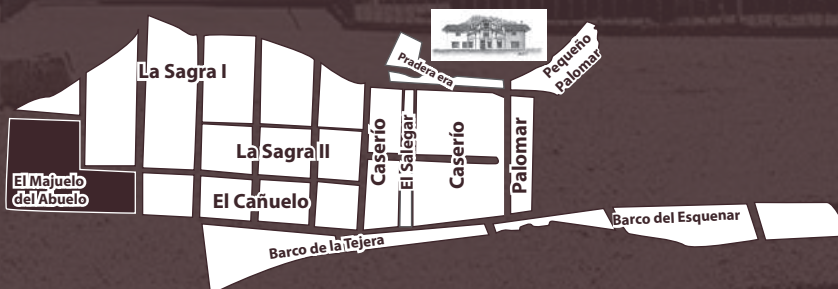 Pradera era
Pequeño
Palomar
La Sagra I
Caserío
El Salegar
Caserío
Palomar
La Sagra II
El Majuelo
del Abuelo
El Cañuelo
Barco del Esquenar
Barco de la Tejera